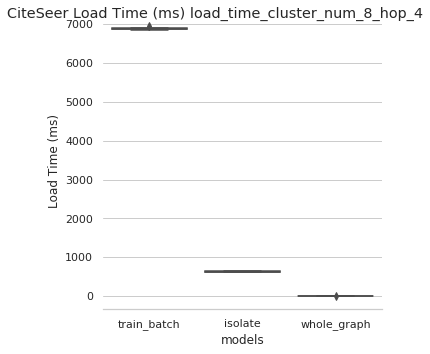 CiteSeer Load Time (ms) load_time_cluster_num_8_hop_4
7000
6000
5000
4000
3000
2000
1000
0
Load Time (ms)
train_batch isolate whole_graph
models